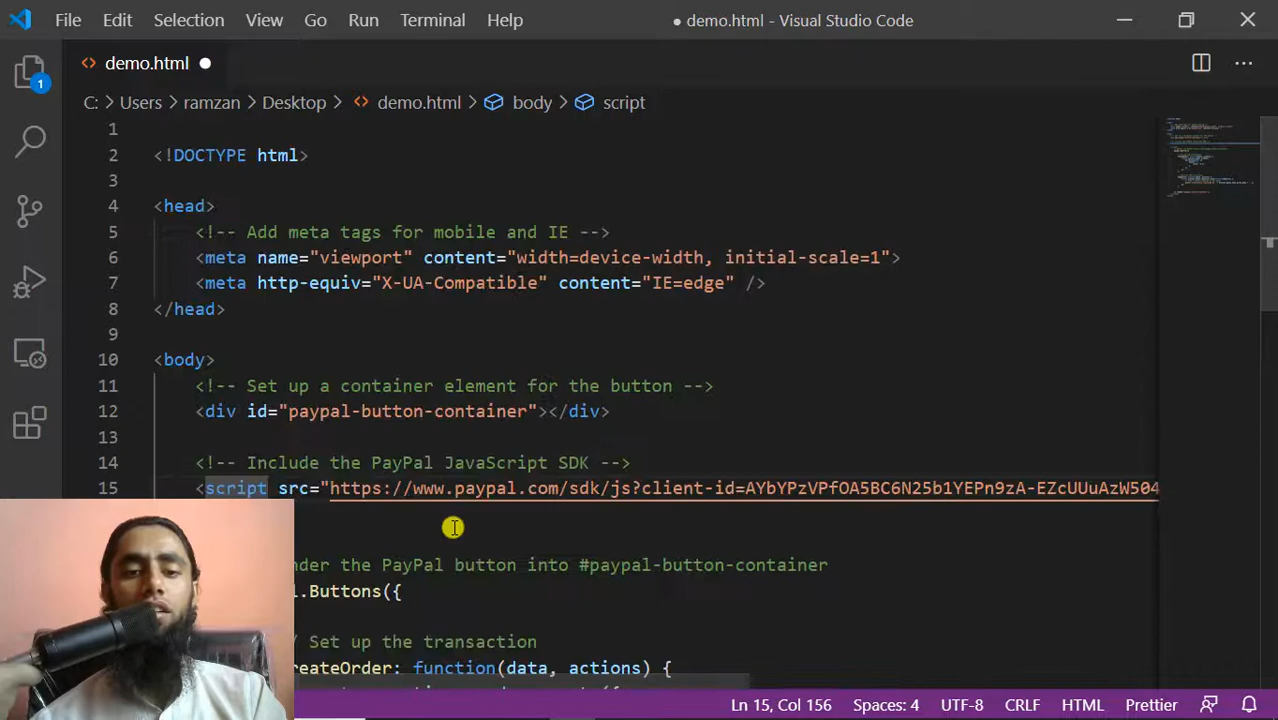 File Edit Selection View Go Run Terminal Help ● demo.html - Visual Studio Code
demo.html
C: > Users > ramzan > Desktop > demo.html > body > script
1
1
2 <!DOCTYPE html>
3
4 <head>
5 <!-- Add meta tags for mobile and IE -->
6 <meta name="viewport" content="width=device-width, initial-scale=1">
7 <meta http-equiv="X-UA-Compatible" content="IE=edge" />
8 </head>
9
10 <body>
11 <!-- Set up a container element for the button -->
12 <div id="paypal-button-container"></div>
13
14 <!-- Include the PayPal JavaScript SDK -->
15 <script src="https://www.paypal.com/sdk/js?client-id=AYbYPzVPfOA5BC6N25b1YEPn9zA-EZcUUuAzW504
nder the PayPal button into #paypal-button-container
l.Buttons({
/ Set up the transaction
reateOrder: function(data, actions) {
Ln 15, Col 156 Spaces: 4 UTF-8 CRLF HTML Prettier